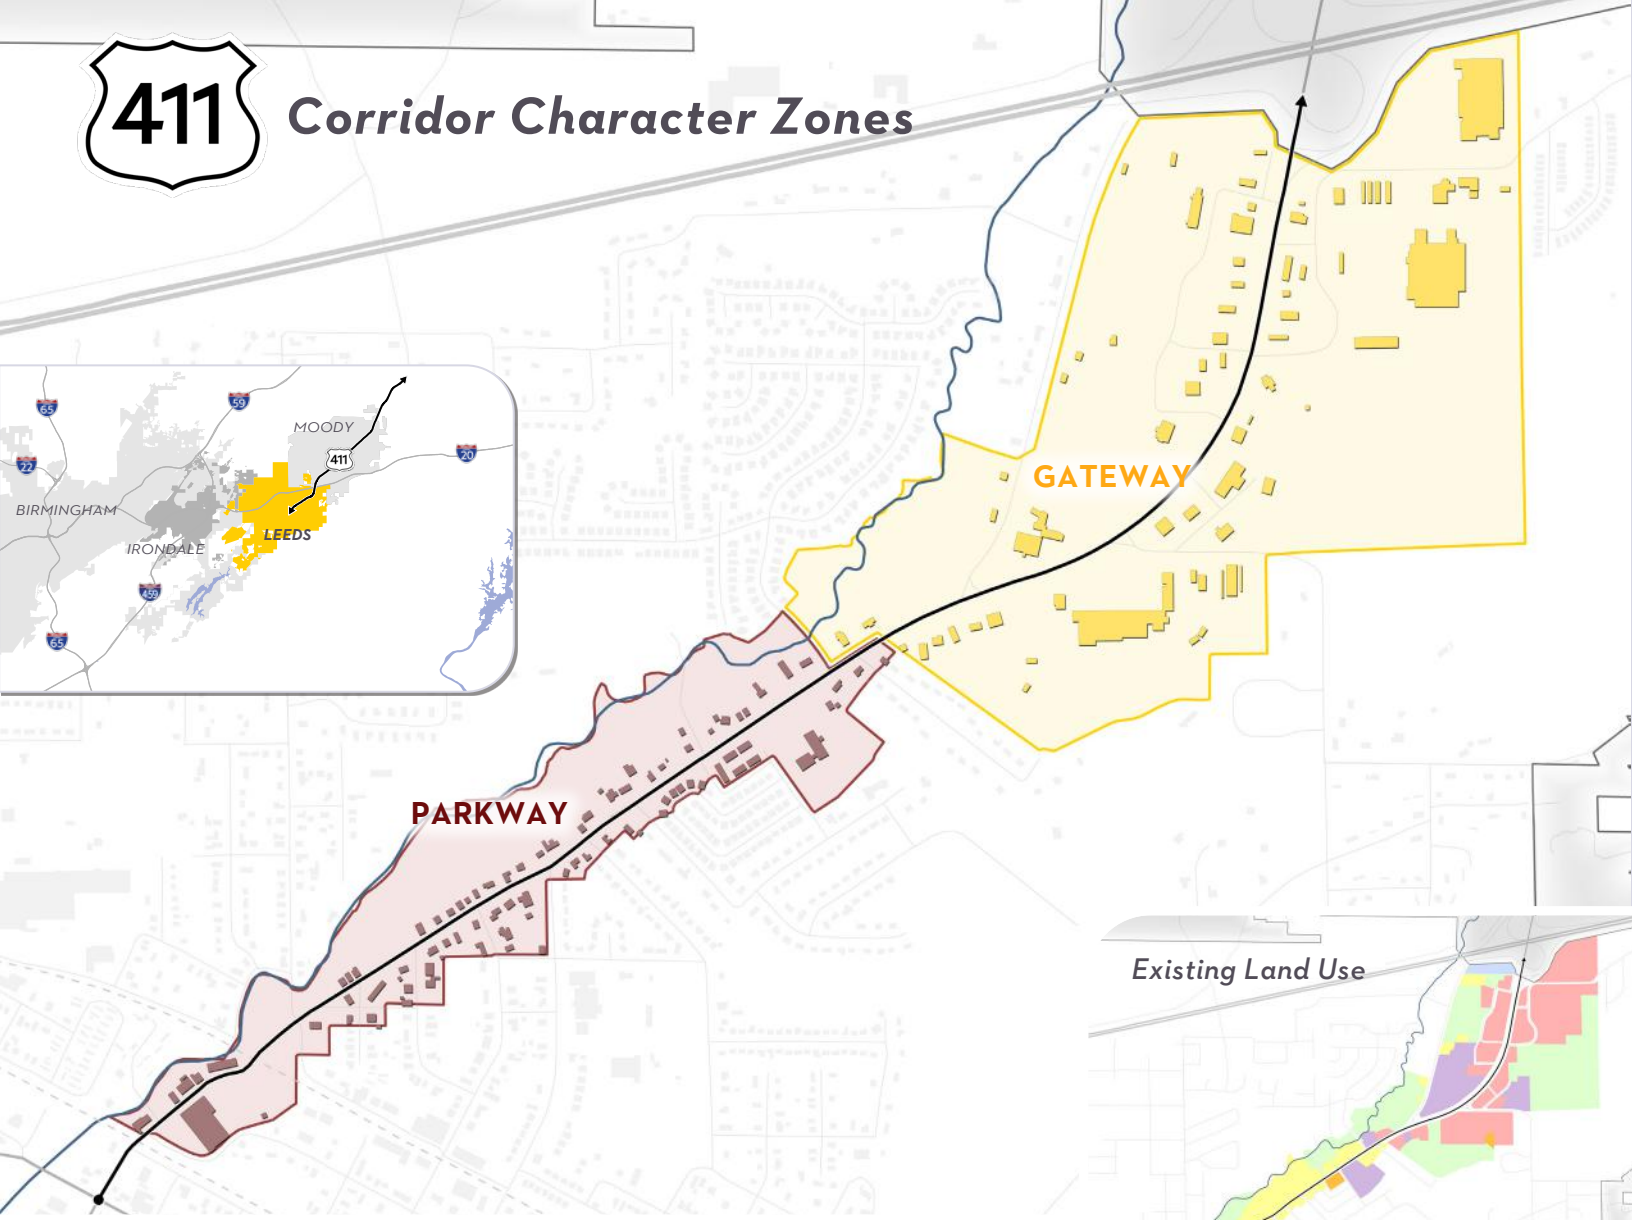 411
Corridor Character Zones
65
59
MOODY
411
20
22
BIRMINGHAM
LEEDS
IRONDALE
459
65
GATEWAY
PARKWAY
Existing Land Use